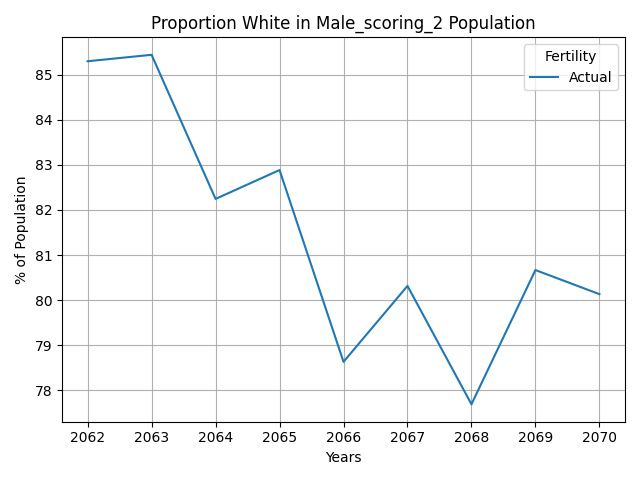 Proportion White in Male_scoring_2 Population
Fertility
Actual
85
84
83
82
81
80
79
78
% of Population
2062 2063 2064 2065 2066 2067 2068 2069 2070
Years